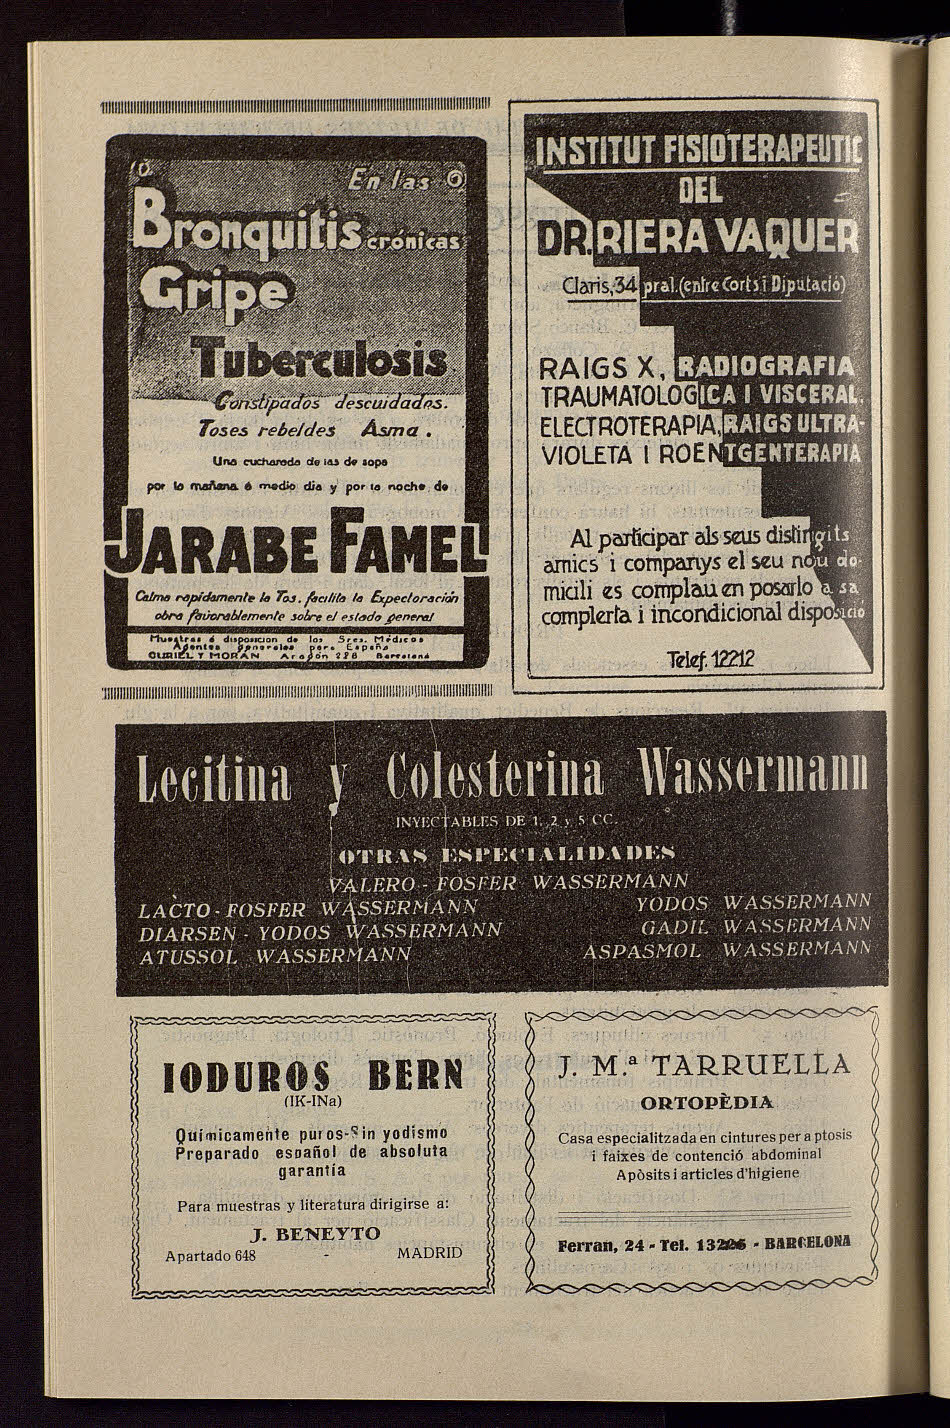 En las
Bronquitis crónicas
Gripe
Tuberculosis
Constipados descuidados.
Toses rebeldes Asma.
Una cucharada de las de sopa
por la mañana á medio dia y por la noche de
JARABE FAMEL
Calma rapidamente la Tos, facilita la Expectoración
obra favorablemente sobre el estado general
Muestras á disposicion de los Sres. Médicos
Agentes generales para España
CURIEL Y MORÁN Aragón 228 Barcelona
INSTITUT FISIOTERAPEUTIC
DEL
DR. RIERA VAQUER
Claris, 34 pral. (entre Corts i Diputació)
RAIGS X, RADIOGRAFIA
TRAUMATOLOGICA I VISCERAL,
ELECTROTERAPIA, RAIGS ULTRA-
VIOLETA I ROENTGENTERAPIA
Al participar als seus distingits
amics i companys el seu nou do-
micili es complau en posarlo a sa
complerta i incondicional disposició
Telef. 12212
Lecitina y Colesterina Wassermann
INYECTABLES DE 1, 2 y 5 CC.
OTRAS ESPECIALIDADES
VALERO - FOSFER WASSERMANN
LACTO - FOSFER WASSERMANN YODOS WASSERMANN
DIARSEN - YODOS WASSERMANN GADIL WASSERMANN
ATUSSOL WASSERMANN ASPASMOL WASSERMANN
IODUROS BERN
(IK-INa)
Químicamente puros-Sin yodismo
Preparado español de absoluta
garantía
Para muestras y literatura dirigirse a:
J. BENEYTO
Apartado 648 - MADRID
J. M.ª TARRUELLA
ORTOPÈDIA
Casa especialitzada en cintures per a ptosis
i faixes de contenció abdominal
Apòsits i articles d'higiene
Ferran, 24 - Tel. - BARCELONA